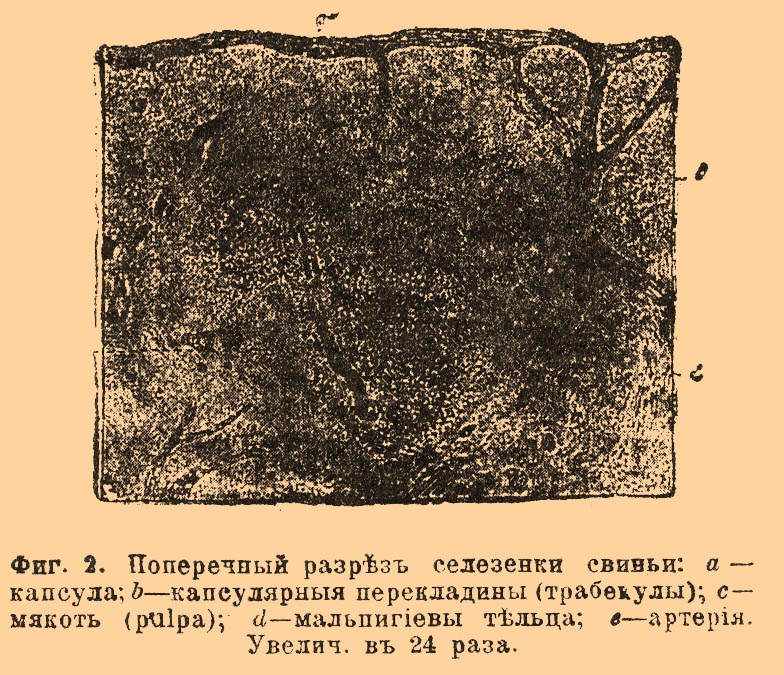 Фиг. 2. Поперечный разрѣзъ селезенки свиньи: a —
капсула; b—капсулярныя перекладины (трабекулы); c—
мякоть (pulpa); d—мальпигіевы тѣльца; e—артерія.
Увелич. въ 24 раза.